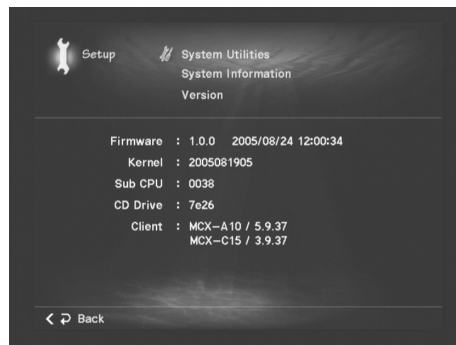 Setup
System Utilities
System Information
Version
Firmware : 1.0.0 2005/08/24 12:00:34
Kernel : 2005081905
Sub CPU : 0038
CD Drive : 7e26
Client : MCX-A10 / 5.9.37
MCX-C15 / 3.9.37
Back